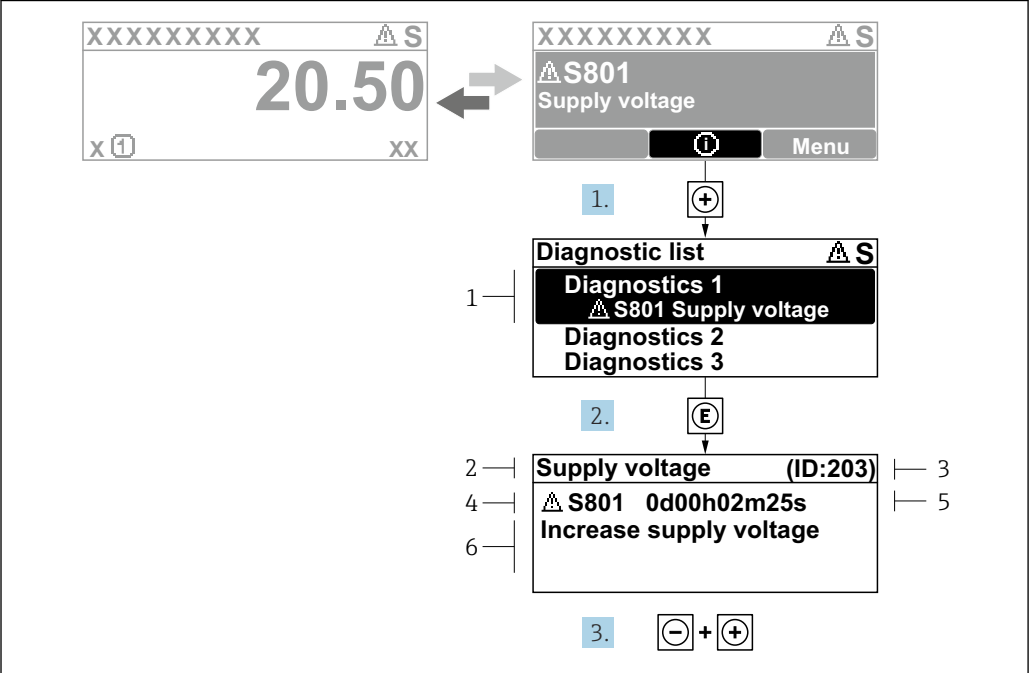 XXXXXXXXX ⚠ S
20.50
x ① xx
XXXXXXXXX ⚠ S
⚠ S801
Supply voltage
ⓘ Menu
1. +
Diagnostic list ⚠ S
1 Diagnostics 1
⚠ S801 Supply voltage
Diagnostics 2
Diagnostics 3
2. E
2 Supply voltage (ID:203) 3
4 ⚠ S801 0d00h02m25s 5
6 Increase supply voltage
3. − + +